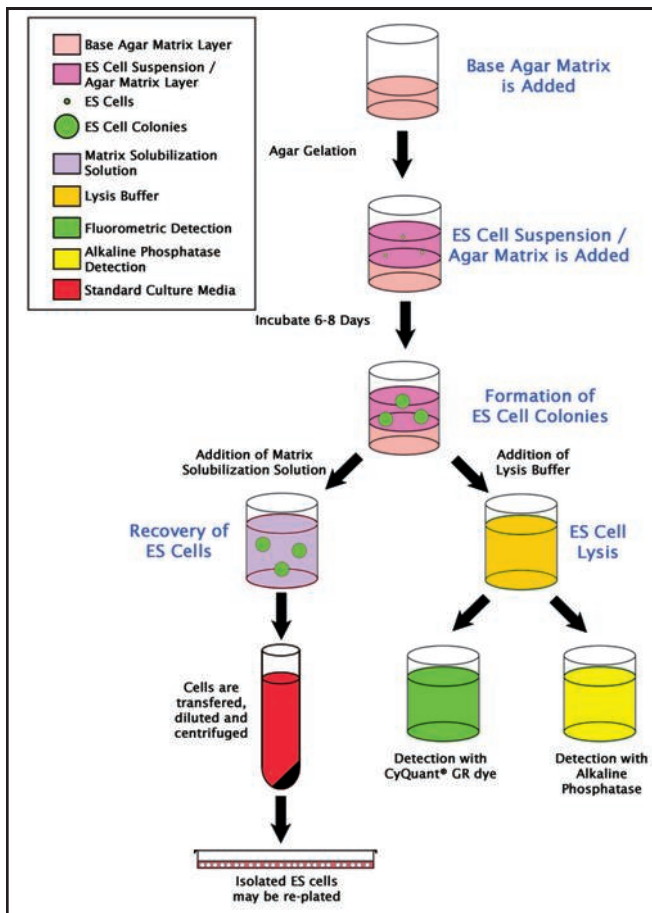 Base Agar Matrix Layer
ES Cell Suspension /
Agar Matrix Layer
ES Cells
ES Cell Colonies
Matrix Solubilization
Solution
Lysis Buffer
Fluorometric Detection
Alkaline Phosphatase
Detection
Standard Culture Media
Base Agar Matrix
is Added
Agar Gelation
ES Cell Suspension /
Agar Matrix is Added
Incubate 6-8 Days
Formation of
ES Cell Colonies
Addition of Matrix
Solubilization Solution
Addition of
Lysis Buffer
Recovery of
ES Cells
ES Cell
Lysis
Cells are
transfered,
diluted and
centrifuged
Detection with
CyQuant® GR dye
Detection with
Alkaline
Phosphatase
Isolated ES cells
may be re-plated